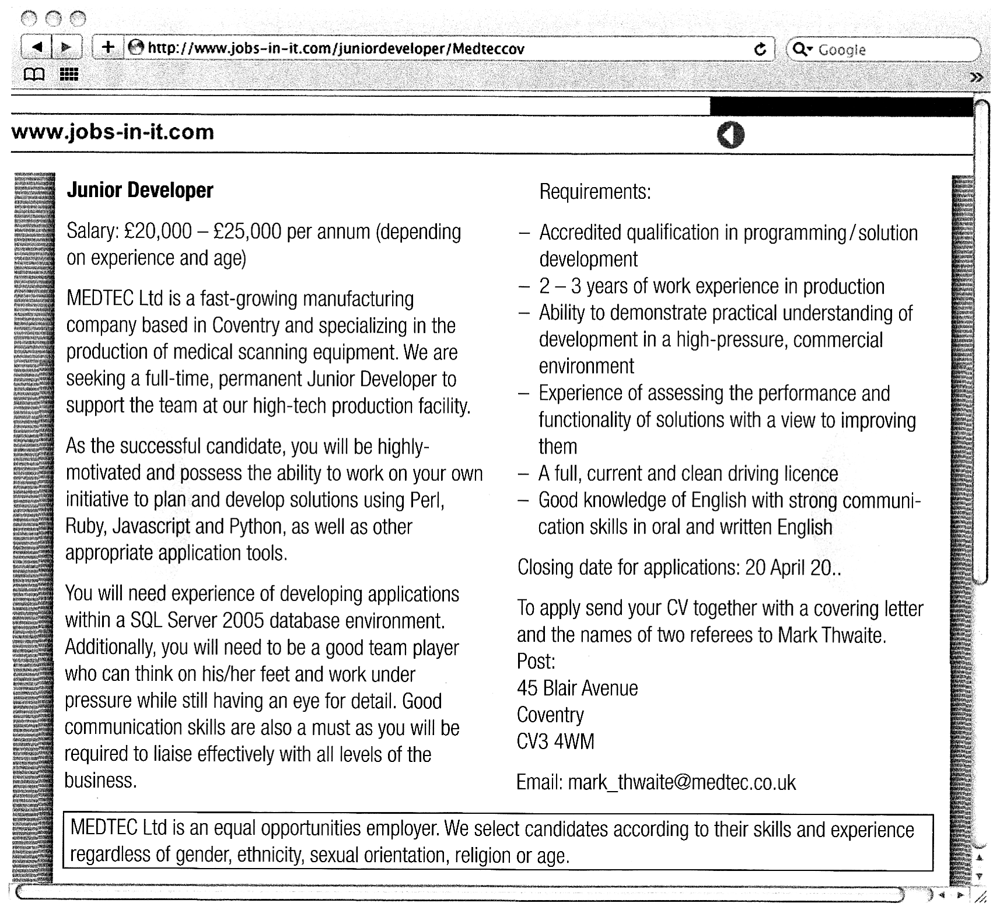 http://www.jobs-in-it.com/juniordeveloper/Medteccov
Google
www.jobs-in-it.com
Junior Developer
Salary: £20,000 – £25,000 per annum (depending
on experience and age)
MEDTEC Ltd is a fast-growing manufacturing
company based in Coventry and specializing in the
production of medical scanning equipment. We are
seeking a full-time, permanent Junior Developer to
support the team at our high-tech production facility.
As the successful candidate, you will be highly-
motivated and possess the ability to work on your own
initiative to plan and develop solutions using Perl,
Ruby, Javascript and Python, as well as other
appropriate application tools.
You will need experience of developing applications
within a SQL Server 2005 database environment.
Additionally, you will need to be a good team player
who can think on his/her feet and work under
pressure while still having an eye for detail. Good
communication skills are also a must as you will be
required to liaise effectively with all levels of the
business.
Requirements:
– Accredited qualification in programming/solution
development
– 2 – 3 years of work experience in production
– Ability to demonstrate practical understanding of
development in a high-pressure, commercial
environment
– Experience of assessing the performance and
functionality of solutions with a view to improving
them
– A full, current and clean driving licence
– Good knowledge of English with strong communi-
cation skills in oral and written English
Closing date for applications: 20 April 20..
To apply send your CV together with a covering letter
and the names of two referees to Mark Thwaite.
Post:
45 Blair Avenue
Coventry
CV3 4WM
Email: mark_thwaite@medtec.co.uk
MEDTEC Ltd is an equal opportunities employer. We select candidates according to their skills and experience
regardless of gender, ethnicity, sexual orientation, religion or age.